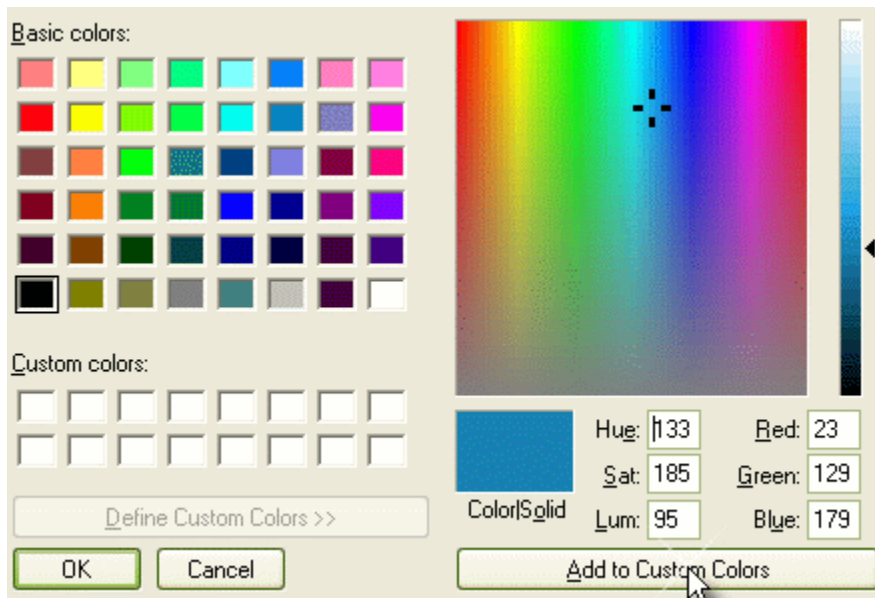 Basic colors:
Custom colors:
Define Custom Colors >>
OK
Cancel
Color|Solid
Hue: 133
Sat: 185
Lum: 95
Red: 23
Green: 129
Blue: 179
Add to Custom Colors